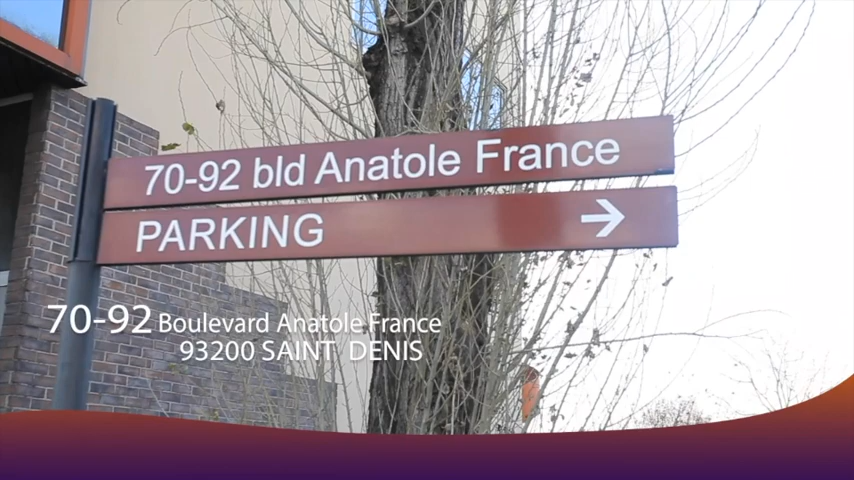 70-92 bld Anatole France
PARKING
70-92 Boulevard Anatole France
93200 SAINT DENIS